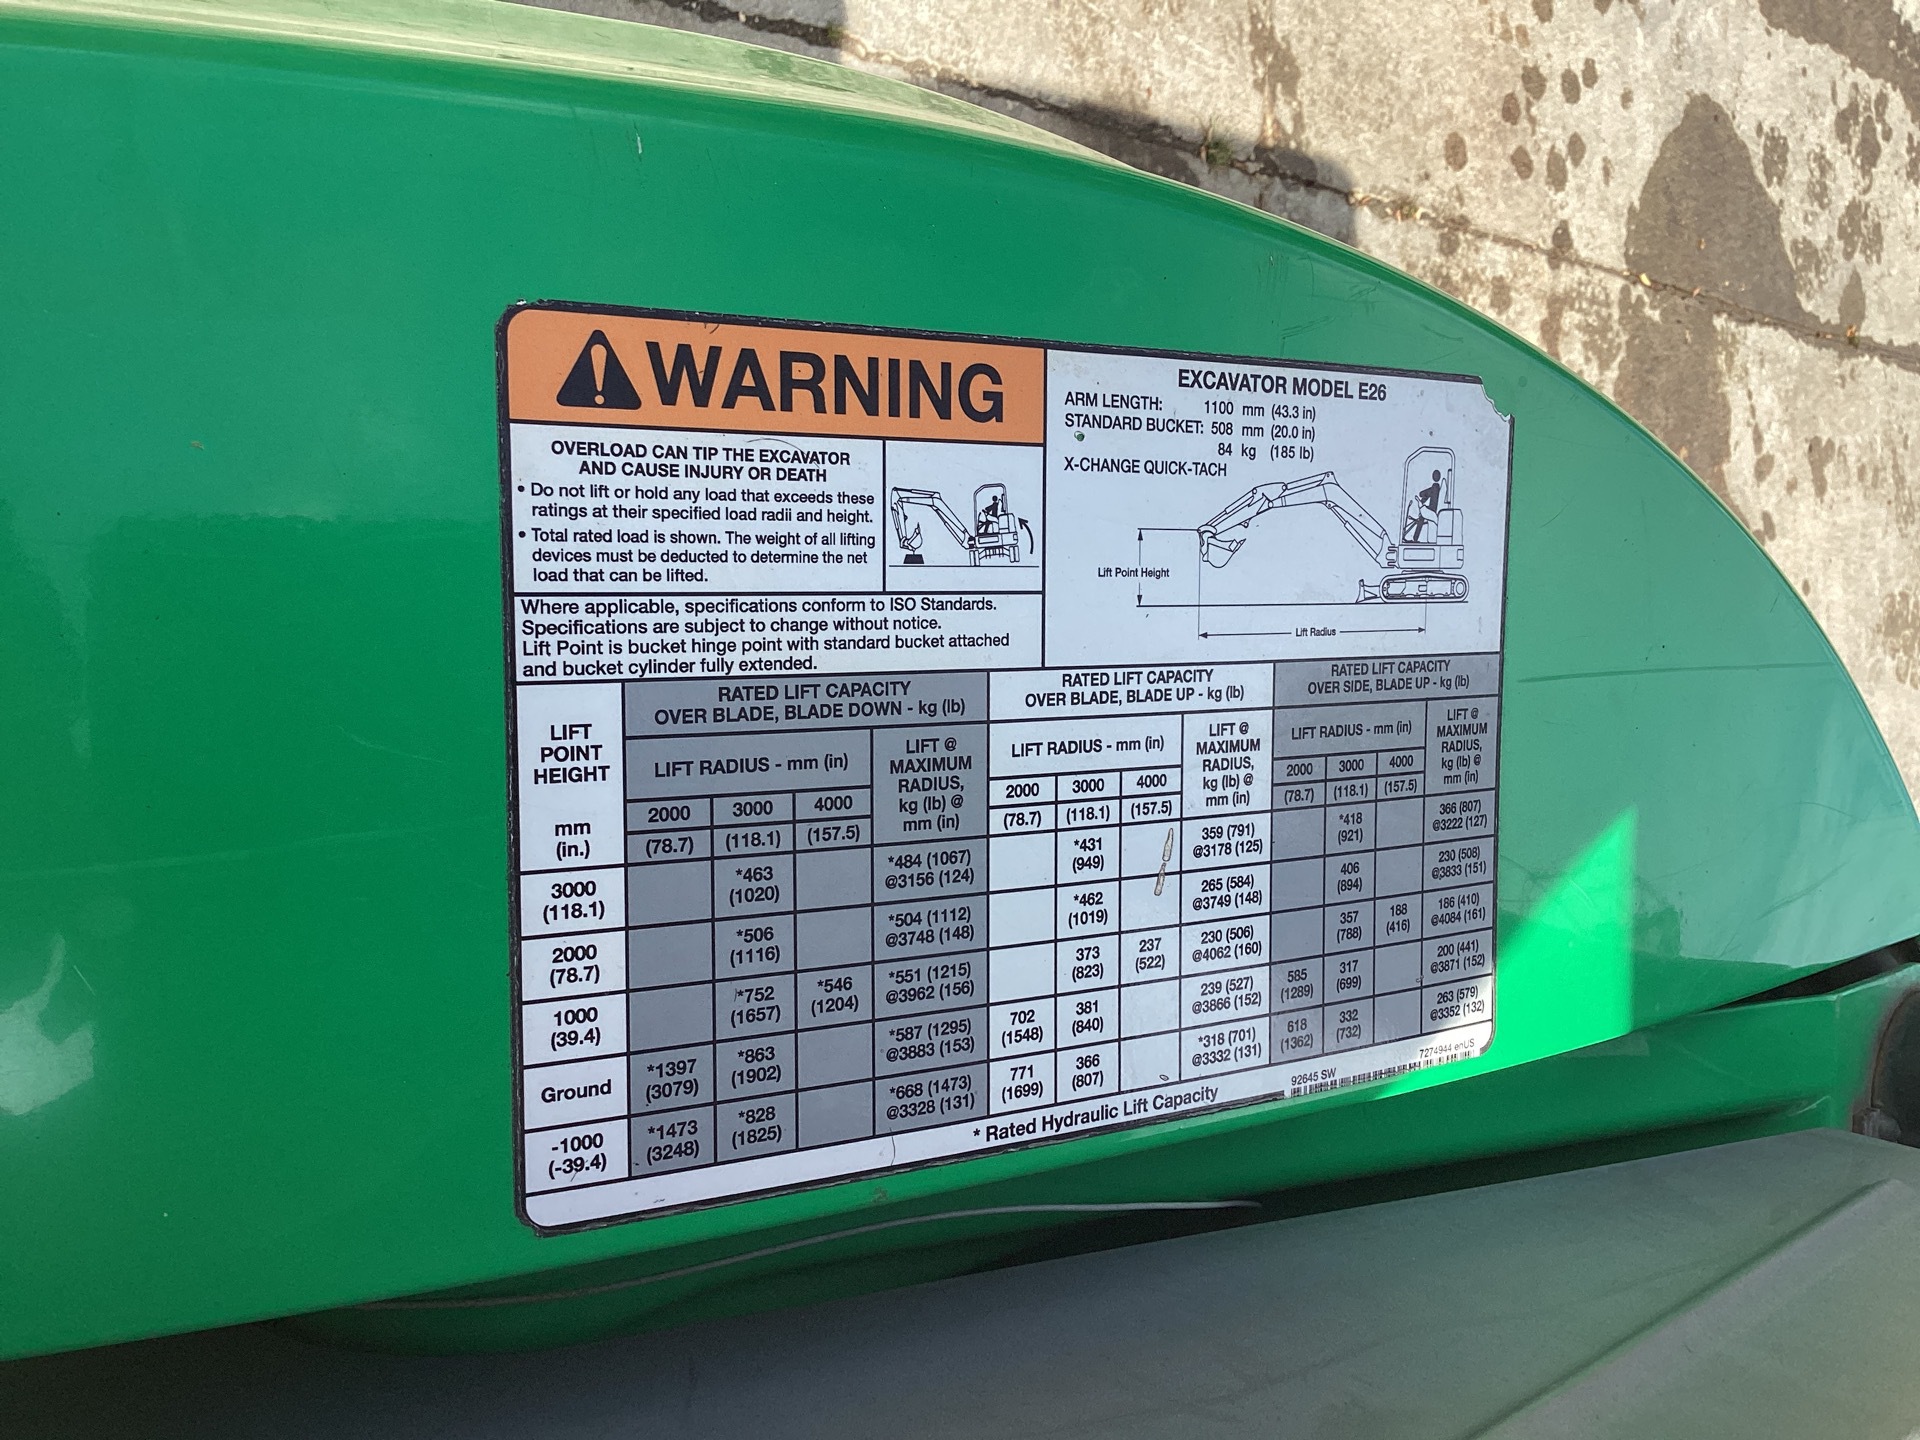 WARNING
OVERLOAD CAN TIP THE EXCAVATOR
AND CAUSE INJURY OR DEATH
• Do not lift or hold any load that exceeds these
ratings at their specified load radii and height.
• Total rated load is shown. The weight of all lifting
devices must be deducted to determine the net
load that can be lifted.
Where applicable, specifications conform to ISO Standards.
Specifications are subject to change without notice.
Lift Point is bucket hinge point with standard bucket attached
and bucket cylinder fully extended.
EXCAVATOR MODEL E26
ARM LENGTH: 1100 mm (43.3 in)
STANDARD BUCKET: 508 mm (20.0 in)
84 kg (185 lb)
X-CHANGE QUICK-TACH
Lift Point Height
Lift Radius
LIFT
POINT
HEIGHT
mm
(in.)
RATED LIFT CAPACITY
OVER BLADE, BLADE DOWN - kg (lb)
LIFT RADIUS - mm (in)
2000 3000 4000
(78.7) (118.1) (157.5)
LIFT @
MAXIMUM
RADIUS,
kg (lb) @
mm (in)
RATED LIFT CAPACITY
OVER BLADE, BLADE UP - kg (lb)
LIFT RADIUS - mm (in)
2000 3000 4000
(78.7) (118.1) (157.5)
LIFT @
MAXIMUM
RADIUS,
kg (lb) @
mm (in)
RATED LIFT CAPACITY
OVER SIDE, BLADE UP - kg (lb)
LIFT RADIUS - mm (in)
2000 3000 4000
(78.7) (118.1) (157.5)
LIFT @
MAXIMUM
RADIUS,
kg (lb) @
mm (in)
3000 *463 *484 (1067) *431 359 (791) *418 366 (807)
(118.1) (1020) @3156 (124) (949) @3178 (125) (921) @3222 (127)
2000 *506 *504 (1112) *462 265 (584) 406 230 (508)
(78.7) (1116) @3748 (148) (1019) @3749 (148) (894) @3833 (151)
1000 *752 *546 *551 (1215) 373 237 230 (506) 357 188 186 (410)
(39.4) (1657) (1204) @3962 (156) (823) (522) @4062 (160) (788) (416) @4084 (161)
Ground *1397 *863 *587 (1295) 702 381 239 (527) 585 317 200 (441)
(3079) (1902) @3883 (153) (1548) (840) @3866 (152) (1289) (699) @3871 (152)
-1000 *1473 *828 *668 (1473) 771 366 *318 (701) 618 332 263 (579)
(-39.4) (3248) (1825) @3328 (131) (1699) (807) @3332 (131) (1362) (732) @3352 (132)
* Rated Hydraulic Lift Capacity
92645 SW
7274944 enUS